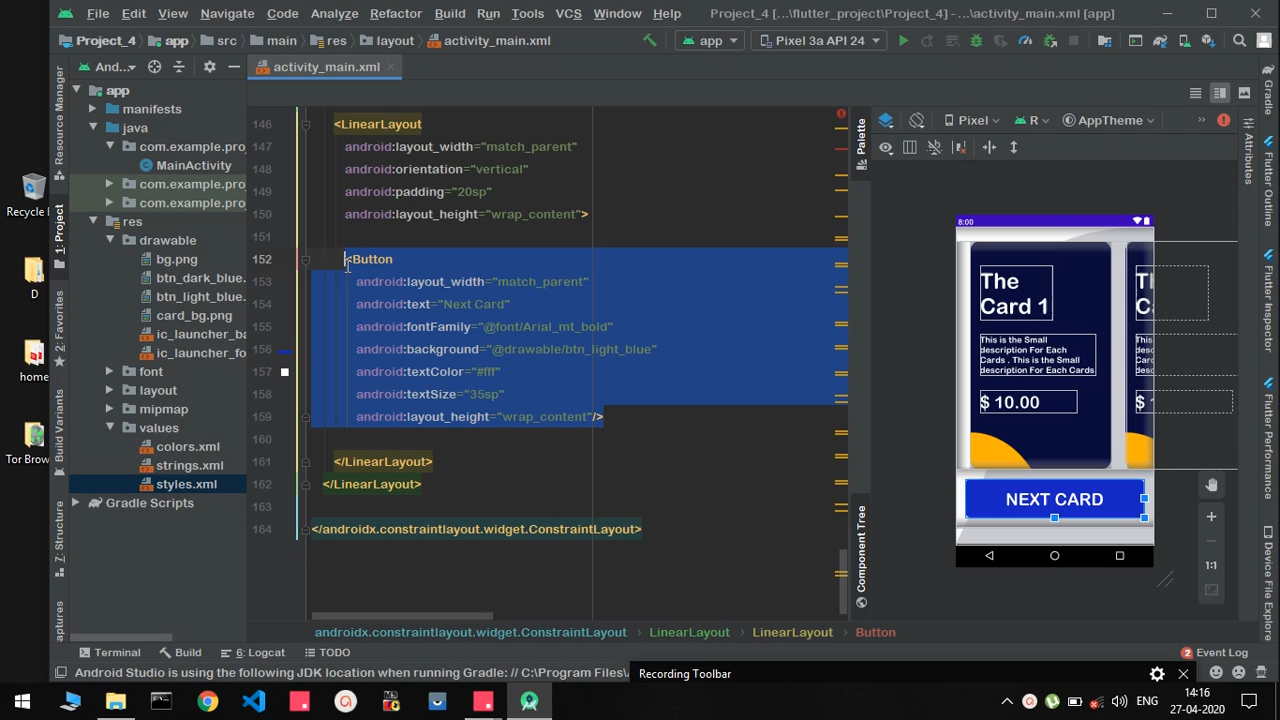 File Edit View Navigate Code Analyze Refactor Build Run Tools VCS Window Help Project_4 [...\flutter_project\Project_4] - ...\activity_main.xml [app]
Project_4 app src main res layout activity_main.xml app Pixel 3a API 24
And... activity_main.xml
Resource Manager
1: Project
2: Favorites
Build Variants
7: Structure
aptures
app
manifests
java
com.example.pro
MainActivity
com.example.proj
com.example.proj
res
drawable
bg.png
btn_dark_blue.
btn_light_blue.
card_bg.png
ic_launcher_ba
ic_launcher_fo
font
layout
mipmap
values
colors.xml
strings.xml
styles.xml
Gradle Scripts
Recycle
D
home
Tor Brow
146 <LinearLayout
147 android:layout_width="match_parent"
148 android:orientation="vertical"
149 android:padding="20sp"
150 android:layout_height="wrap_content">
151
152 <Button
153 android:layout_width="match_parent"
154 android:text="Next Card"
155 android:fontFamily="@font/Arial_mt_bold"
156 android:background="@drawable/btn_light_blue"
157 android:textColor="#fff"
158 android:textSize="35sp"
159 android:layout_height="wrap_content"/>
160
161 </LinearLayout>
162 </LinearLayout>
163
164 </androidx.constraintlayout.widget.ConstraintLayout>
androidx.constraintlayout.widget.ConstraintLayout LinearLayout LinearLayout Button
Palette
Component Tree
Pixel R AppTheme
8:00
The
Card 1
This is the Small
description For Each
Cards . This is the Small
description For Each Cards
$ 10.00
NEXT CARD
1:1
Attributes
Gradle
Flutter Outline
Flutter Inspector
Flutter Performance
Device File Explorer
Terminal Build 6: Logcat TODO 2 Event Log
Android Studio is using the following JDK location when running Gradle: // C:\Program Files/
Recording Toolbar
ENG 14:16
27-04-2020